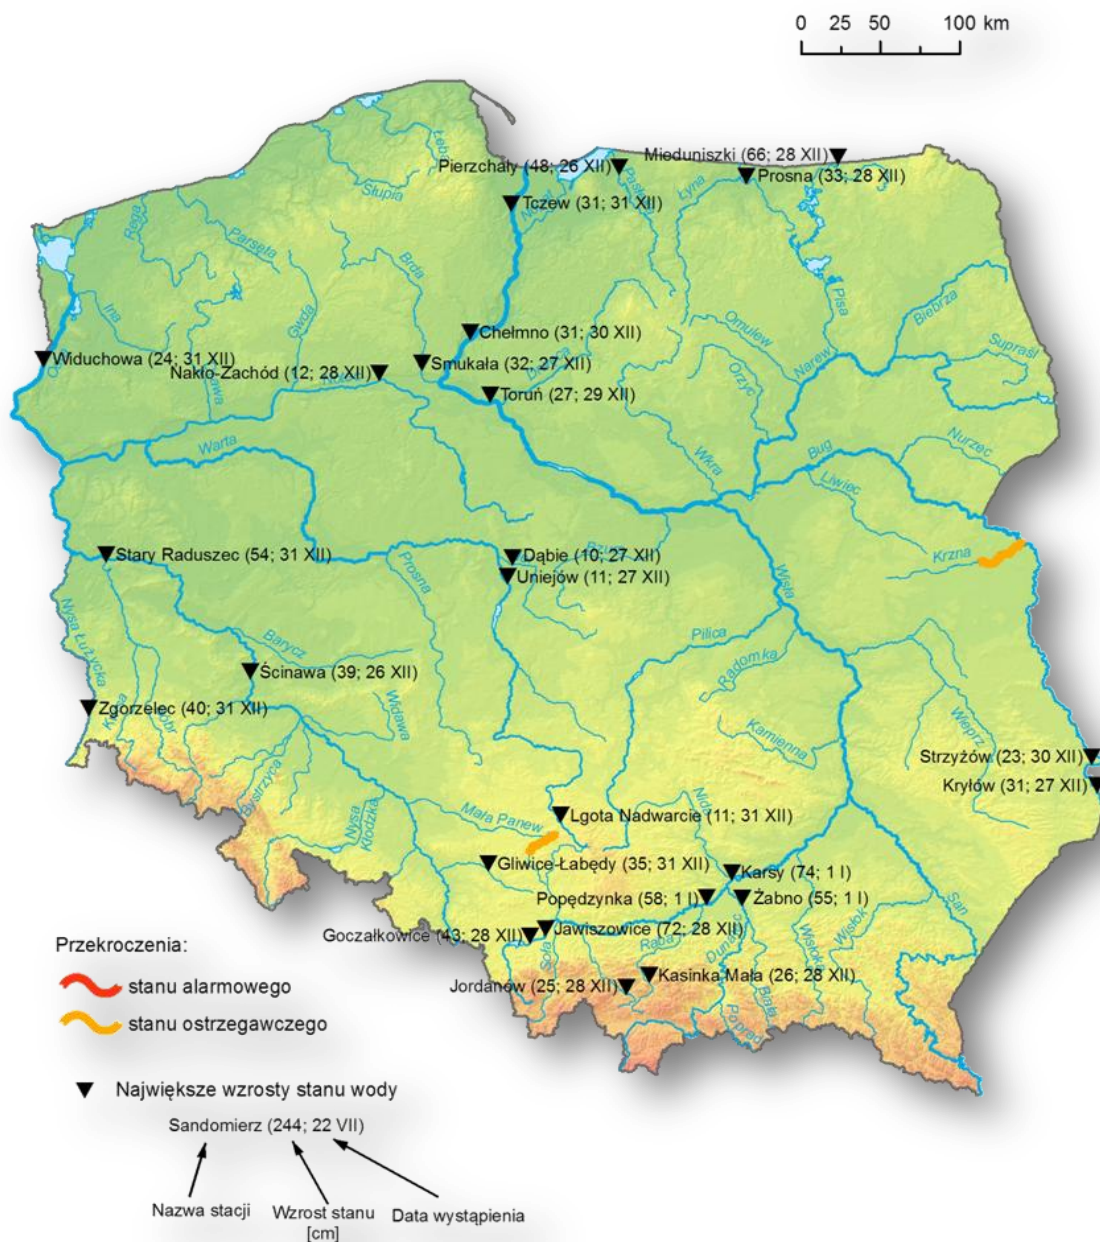 0 25 50 100 km
Łeba
Słupia
Pierzchały (48; 26 XII)
Mieduniszki (66; 28 XII)
Prosna (33; 28 XII)
Pasłęka
Łyna
Tczew (31; 31 XII)
Nogat
Rega
Parsęta
Brda
Ina
Gwda
Pisa
Biebrza
Supraśl
Omulew
Orzyc
Narew
Chełmno (31; 30 XII)
Widuchowa (24; 31 XII)
Smukała (32; 27 XII)
Nakło-Zachód (12; 28 XII)
Toruń (27; 29 XII)
Warta
Wkra
Bug
Nurzec
Liwiec
Krzna
Stary Raduszec (54; 31 XII)
Dąbie (10; 27 XII)
Uniejów (11; 27 XII)
Prosna
Wisła
Nysa Łużycka
Barycz
Pilica
Radomka
Ścinawa (39; 26 XII)
Widawa
Zgorzelec (40; 31 XII)
Bóbr
Kamienna
Wieprz
Strzyżów (23; 30 XII)
Kryłów (31; 27 XII)
Bystrzyca
Nysa
Kłodzka
Mała Panew
Nida
Lgota Nadwarcie (11; 31 XII)
Gliwice-Łabędy (35; 31 XII)
Karsy (74; 1 I)
Popędzynka (58; 1 I)
Żabno (55; 1 I)
San
Jawiszowice (72; 28 XII)
Goczałkowice (43; 28 XII)
Soła
Raba
Dunajec
Wisłoka
Wisłok
Kasinka Mała (26; 28 XII)
Jordanów (25; 28 XII)
Biała
Poprad
Przekroczenia:
stanu alarmowego
stanu ostrzegawczego
Największe wzrosty stanu wody
Sandomierz (244; 22 VII)
Nazwa stacji
Wzrost stanu
[cm]
Data wystąpienia